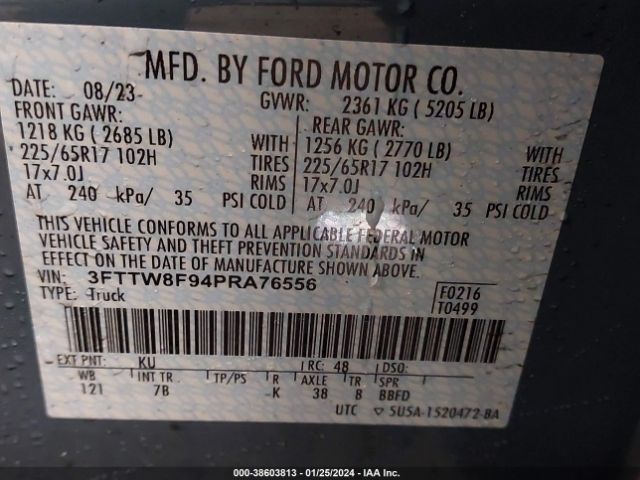 MFD. BY FORD MOTOR CO.
DATE: 08/23 GVWR: 2361 KG ( 5205 LB)
FRONT GAWR: REAR GAWR:
1218 KG ( 2685 LB) WITH 1256 KG ( 2770 LB) WITH
225/65R17 102H TIRES 225/65R17 102H TIRES
17x7.0J RIMS 17x7.0J RIMS
AT 240 kPa/ 35 PSI COLD AT 240 kPa/ 35 PSI COLD
THIS VEHICLE CONFORMS TO ALL APPLICABLE FEDERAL MOTOR
VEHICLE SAFETY AND THEFT PREVENTION STANDARDS IN
EFFECT ON THE DATE OF MANUFACTURE SHOWN ABOVE.
VIN: 3FTTW8F94PRA76556 F0216
TYPE: Truck T0499
EXT PNT: KU RC: 48 DSO:
WB INT TR TP/PS R AXLE TR SPR
121 7B K 38 8 BBFD
UTC 5U5A-1520472-BA
000-38603813 - 01/25/2024 - IAA Inc.